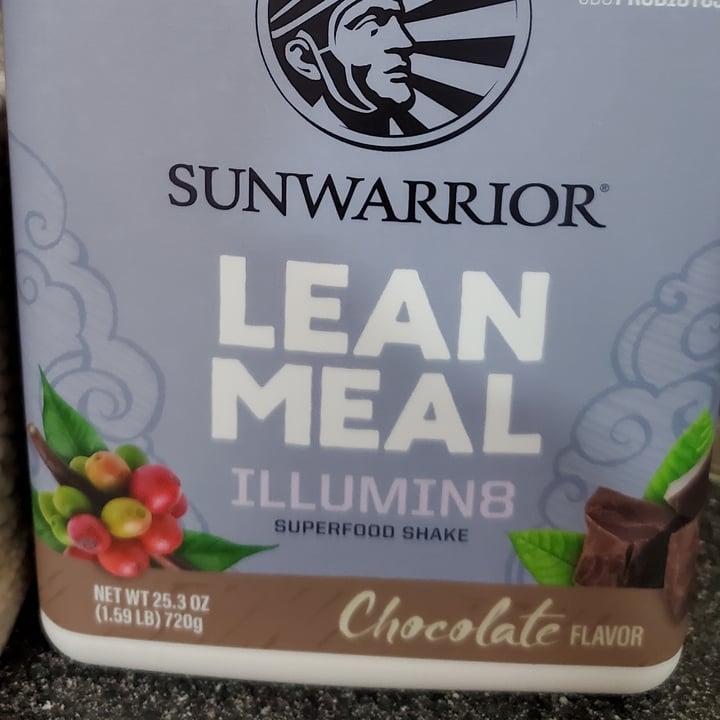 SUNWARRIOR®
LEAN
MEAL
ILLUMIN8
SUPERFOOD SHAKE
NET WT 25.3 OZ
(1.59 LB) 720g
Chocolate FLAVOR